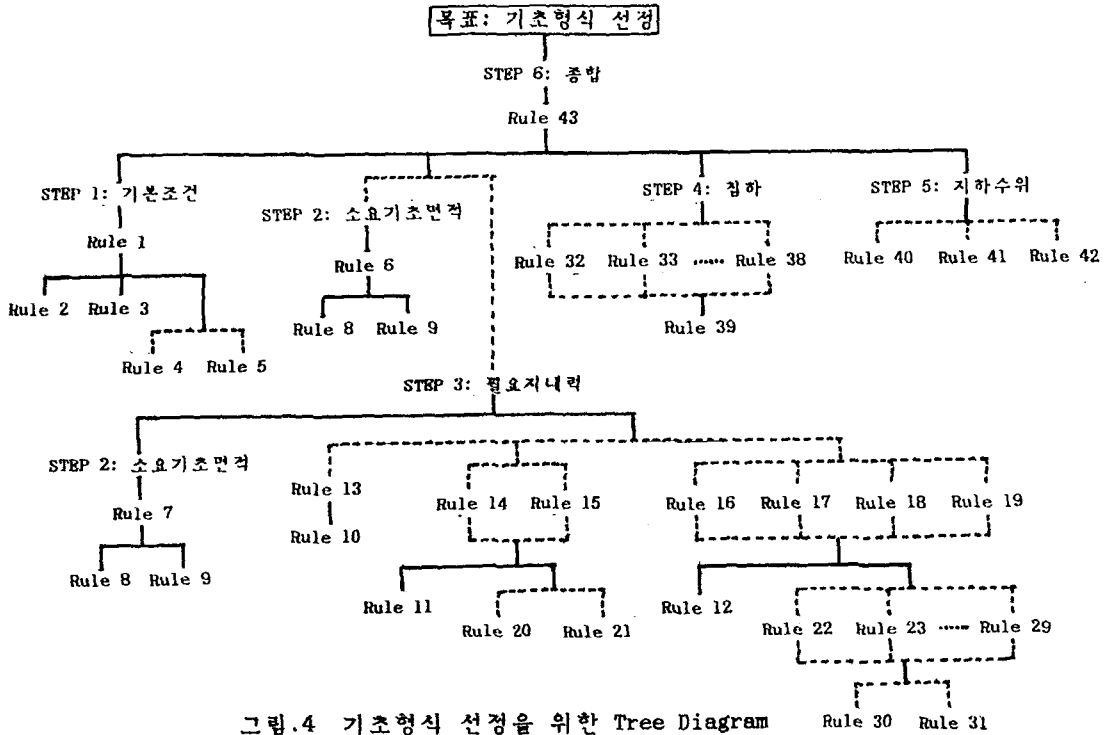 목표: 기초형식 선정
STEP 6: 종합
Rule 43
STEP 1: 기본조건
Rule 1
Rule 2 Rule 3
Rule 4 Rule 5
STEP 2: 소요기초면적
Rule 6
Rule 8 Rule 9
STEP 4: 침하
Rule 32 Rule 33 ...... Rule 38
Rule 39
STEP 5: 지하수위
Rule 40 Rule 41 Rule 42
STEP 3: 필요지내력
STEP 2: 소요기초면적
Rule 7
Rule 8 Rule 9
Rule 13
Rule 10
Rule 14 Rule 15
Rule 11
Rule 20 Rule 21
Rule 16 Rule 17 Rule 18 Rule 19
Rule 12
Rule 22 Rule 23 ...... Rule 29
Rule 30 Rule 31
그림.4 기초형식 선정을 위한 Tree Diagram